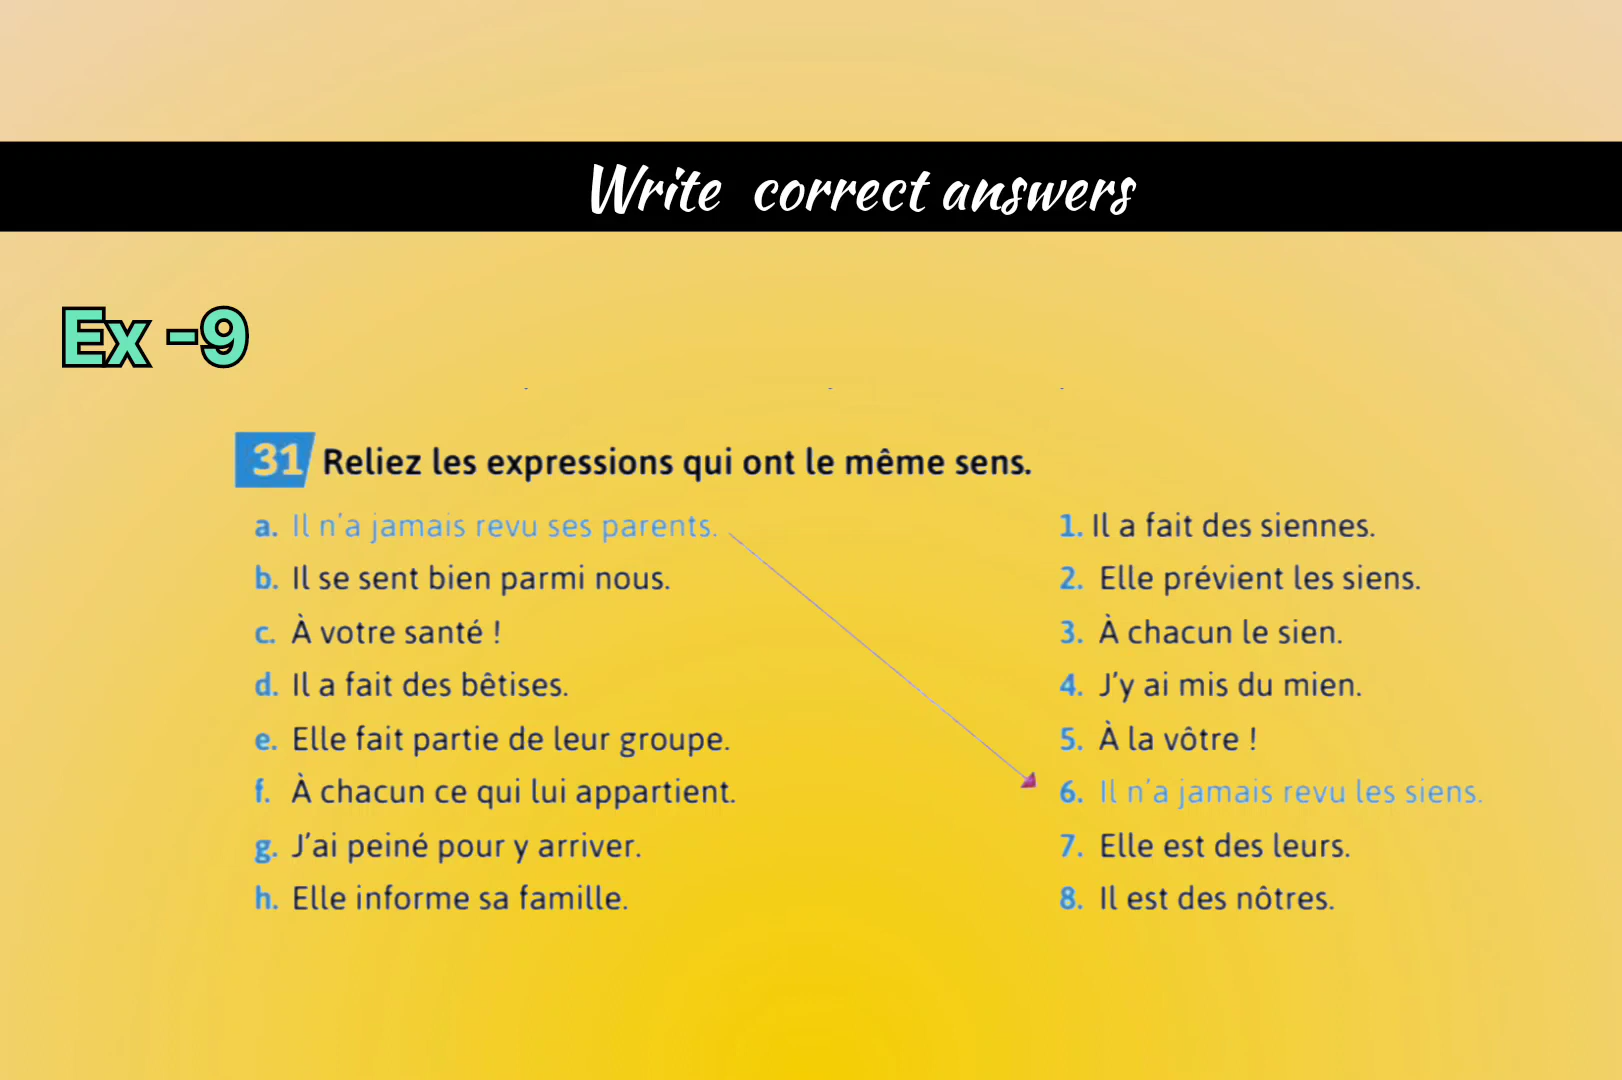 Write correct answers
Ex -9
31 Reliez les expressions qui ont le même sens.
a. Il n'a jamais revu ses parents.
b. Il se sent bien parmi nous.
c. À votre santé !
d. Il a fait des bêtises.
e. Elle fait partie de leur groupe.
f. À chacun ce qui lui appartient.
g. J'ai peiné pour y arriver.
h. Elle informe sa famille.
1. Il a fait des siennes.
2. Elle prévient les siens.
3. À chacun le sien.
4. J'y ai mis du mien.
5. À la vôtre !
6. Il n'a jamais revu les siens.
7. Elle est des leurs.
8. Il est des nôtres.